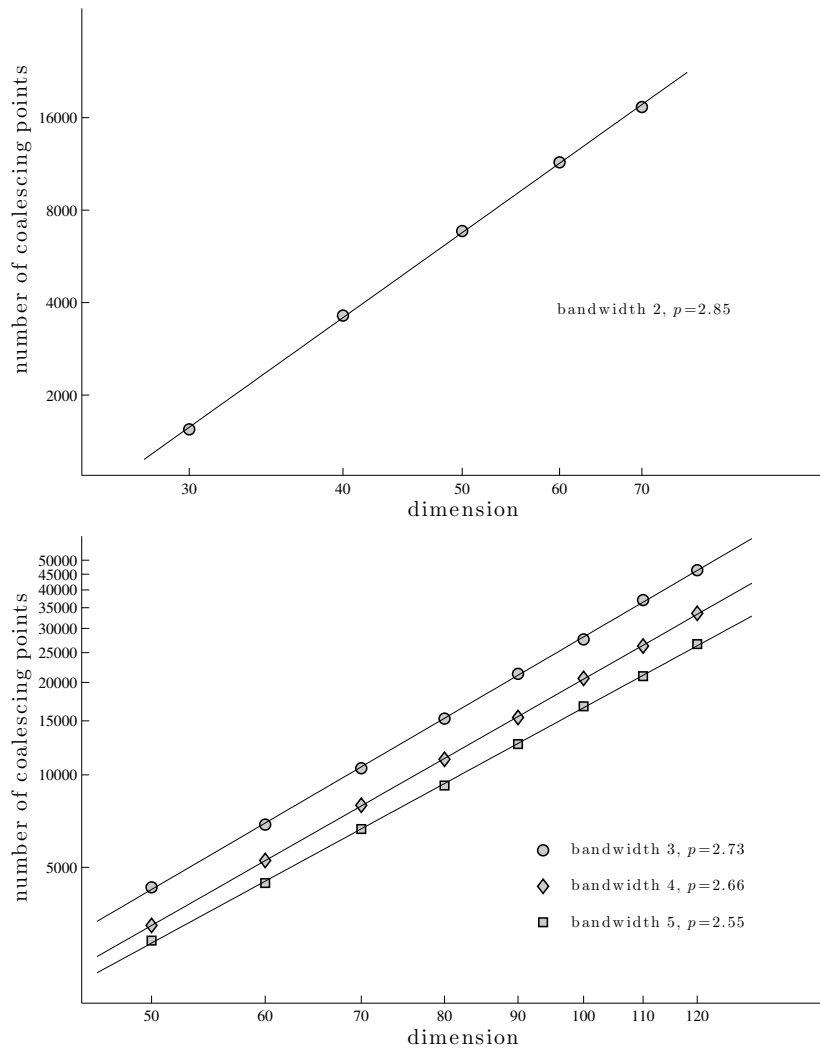 number of coalescing points
16000
8000
4000
2000
bandwidth 2, p=2.85
30 40 50 60 70
dimension
number of coalescing points
50000
45000
40000
35000
30000
25000
20000
15000
10000
5000
bandwidth 3, p=2.73
bandwidth 4, p=2.66
bandwidth 5, p=2.55
50 60 70 80 90 100 110 120
dimension